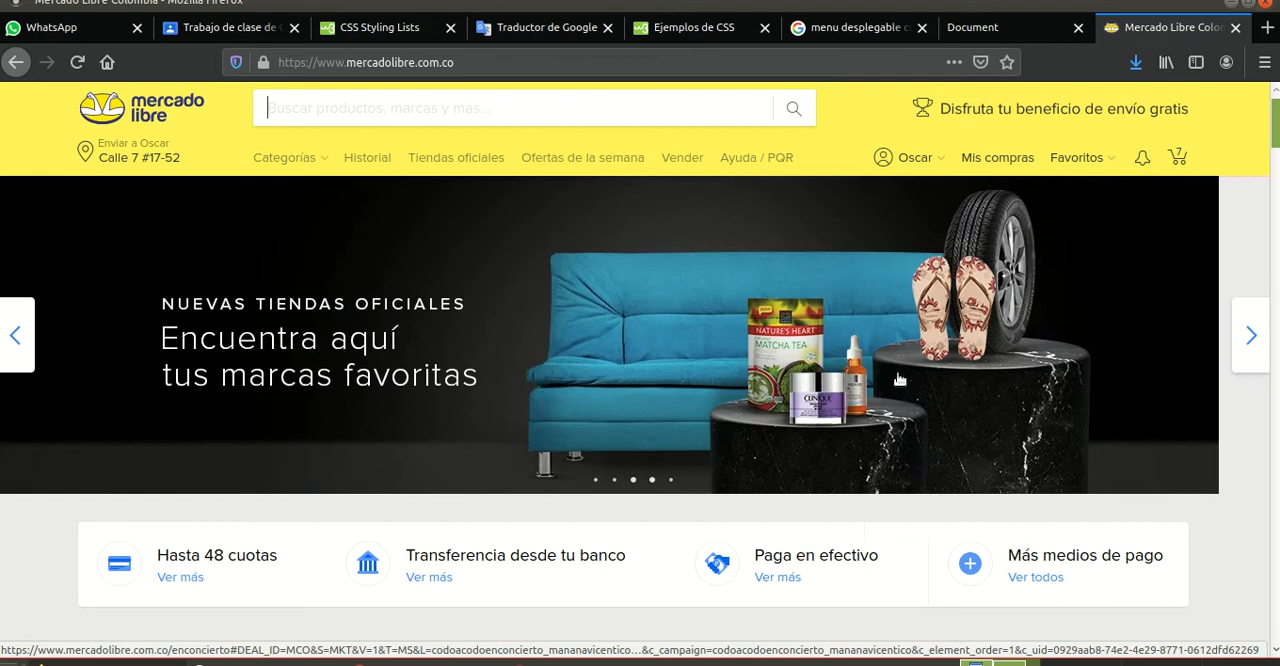 Mercado Libre Colombia - Mozilla Firefox
WhatsApp
Trabajo de clase de
CSS Styling Lists
Traductor de Google
Ejemplos de CSS
menu desplegable
Document
Mercado Libre Colo
https://www.mercadolibre.com.co
mercado
libre
Buscar productos, marcas y más...
Disfruta tu beneficio de envío gratis
Enviar a Oscar
Calle 7 #17-52
Categorías
Historial
Tiendas oficiales
Ofertas de la semana
Vender
Ayuda / PQR
Oscar
Mis compras
Favoritos
7
NUEVAS TIENDAS OFICIALES
Encuentra aquí
tus marcas favoritas
NATURE'S HEART
MATCHA TEA
CLINIQUE
Hasta 48 cuotas
Ver más
Transferencia desde tu banco
Ver más
Paga en efectivo
Ver más
Más medios de pago
Ver todos
https://www.mercadolibre.com.co/enconcierto#DEAL_ID=MCO&S=MKT&V=1&T=MS&L=codoacodoenconcierto_mananavicentico...&c_campaign=codoacodoenconcierto_mananavicentico&c_element_order=1&c_uid=0929aab8-74e2-4e29-8771-0612dfd62269